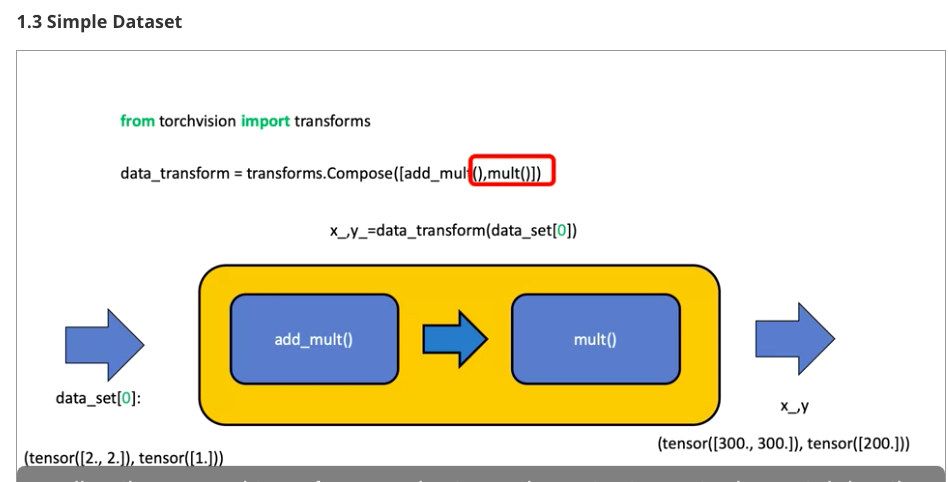 1.3 Simple Dataset
from torchvision import transforms
data_transform = transforms.Compose([add_mult(),mult()])
x_,y_=data_transform(data_set[0])
add_mult()
mult()
data_set[0]:
x_,y
(tensor([300., 300.]), tensor([200.]))
(tensor([2., 2.]), tensor([1.]))